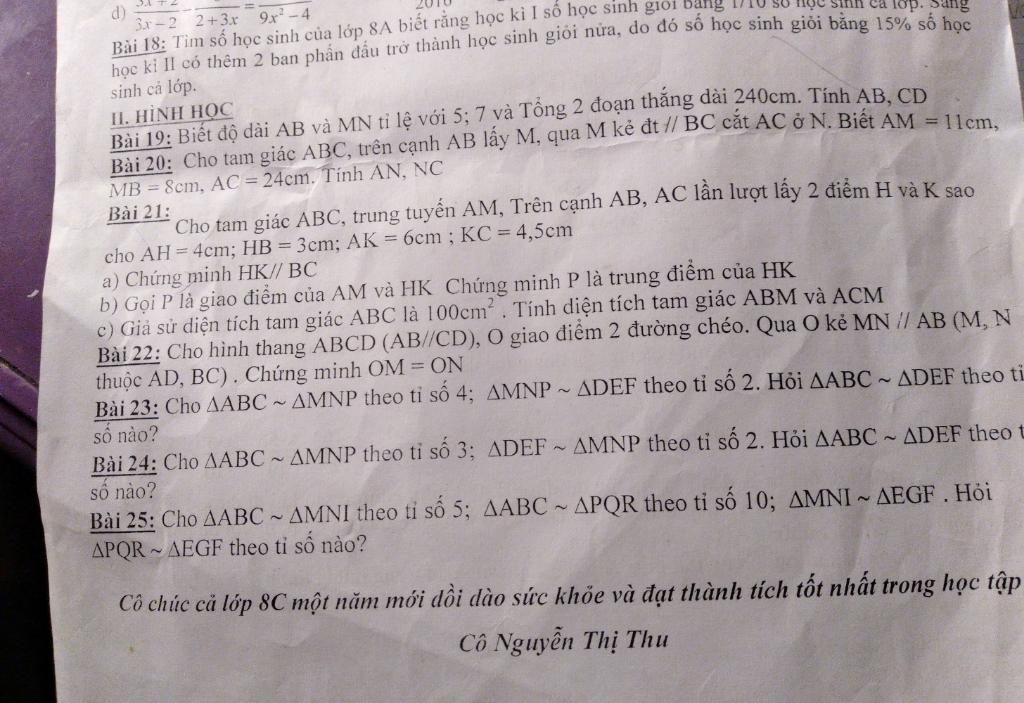 d) 3x+2/3x−2 − /2+3x = /9x² − 4
Bài 18: Tìm số học sinh của lớp 8A biết rằng học kì I số học sinh giỏi bằng 1/10 số học sinh cả lớp. Sang
học kì II có thêm 2 bạn phấn đấu trở thành học sinh giỏi nữa, do đó số học sinh giỏi bằng 15% số học
sinh cả lớp.
II. HÌNH HỌC
Bài 19: Biết độ dài AB và MN tỉ lệ với 5; 7 và Tổng 2 đoạn thẳng dài 240cm. Tính AB, CD
Bài 20: Cho tam giác ABC, trên cạnh AB lấy M, qua M kẻ đt // BC cắt AC ở N. Biết AM = 11cm,
MB = 8cm, AC = 24cm. Tính AN, NC
Bài 21: Cho tam giác ABC, trung tuyến AM, Trên cạnh AB, AC lần lượt lấy 2 điểm H và K sao
cho AH = 4cm; HB = 3cm; AK = 6cm ; KC = 4,5cm
a) Chứng minh HK// BC
b) Gọi P là giao điểm của AM và HK Chứng minh P là trung điểm của HK
c) Giả sử diện tích tam giác ABC là 100cm² . Tính diện tích tam giác ABM và ACM
Bài 22: Cho hình thang ABCD (AB//CD), O giao điểm 2 đường chéo. Qua O kẻ MN // AB (M, N
thuộc AD, BC) . Chứng minh OM = ON
Bài 23: Cho ΔABC ~ ΔMNP theo tỉ số 4; ΔMNP ~ ΔDEF theo tỉ số 2. Hỏi ΔABC ~ ΔDEF theo tỉ
số nào?
Bài 24: Cho ΔABC ~ ΔMNP theo tỉ số 3; ΔDEF ~ ΔMNP theo tỉ số 2. Hỏi ΔABC ~ ΔDEF theo t
số nào?
Bài 25: Cho ΔABC ~ ΔMNI theo tỉ số 5; ΔABC ~ ΔPQR theo tỉ số 10; ΔMNI ~ ΔEGF . Hỏi
ΔPQR ~ ΔEGF theo tỉ số nào?
Cô chúc cả lớp 8C một năm mới dồi dào sức khỏe và đạt thành tích tốt nhất trong học tập
Cô Nguyễn Thị Thu